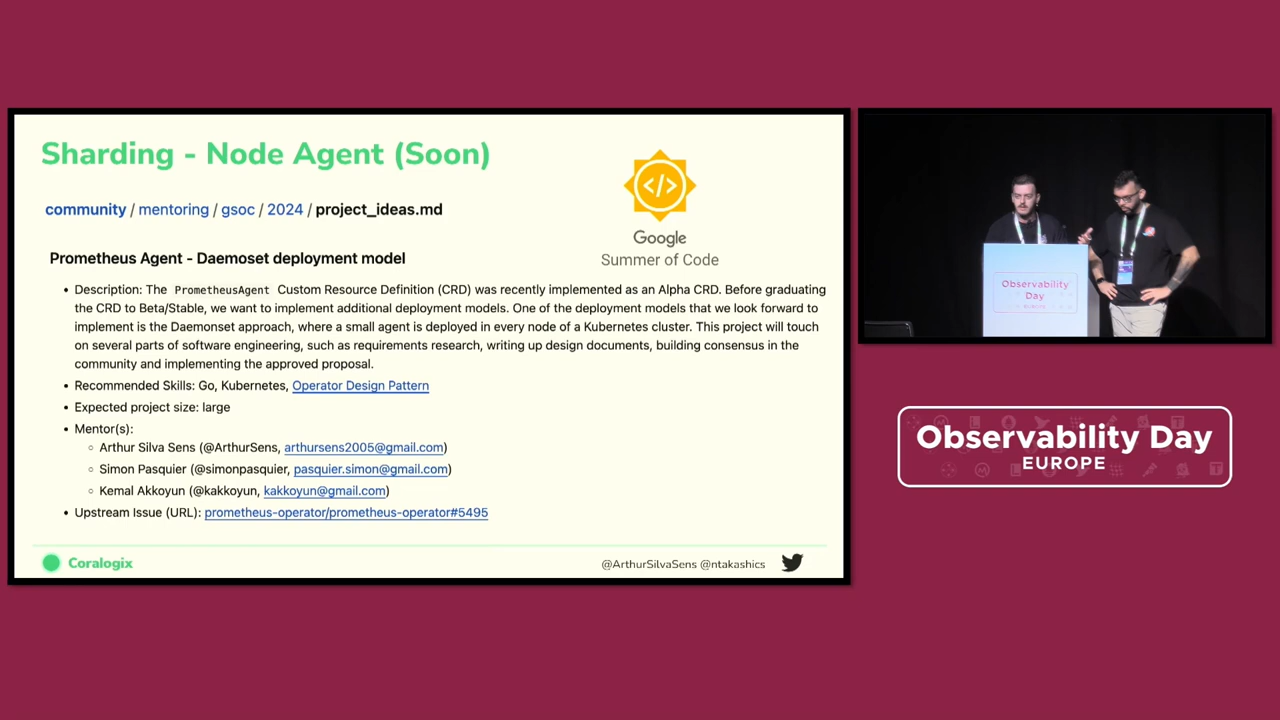 Sharding - Node Agent (Soon)
community / mentoring / gsoc / 2024 / project_ideas.md
Google
Summer of Code
Prometheus Agent - Daemoset deployment model
• Description: The PrometheusAgent Custom Resource Definition (CRD) was recently implemented as an Alpha CRD. Before graduating
the CRD to Beta/Stable, we want to implement additional deployment models. One of the deployment models that we look forward to
implement is the Daemonset approach, where a small agent is deployed in every node of a Kubernetes cluster. This project will touch
on several parts of software engineering, such as requirements research, writing up design documents, building consensus in the
community and implementing the approved proposal.
• Recommended Skills: Go, Kubernetes, Operator Design Pattern
• Expected project size: large
• Mentor(s):
○ Arthur Silva Sens (@ArthurSens, arthursens2005@gmail.com)
○ Simon Pasquier (@simonpasquier, pasquier.simon@gmail.com)
○ Kemal Akkoyun (@kakkoyun, kakkoyun@gmail.com)
• Upstream Issue (URL): prometheus-operator/prometheus-operator#5495
Coralogix
@ArthurSilvaSens @ntakashics
Observability
Day
EUROPE
Observability Day
EUROPE